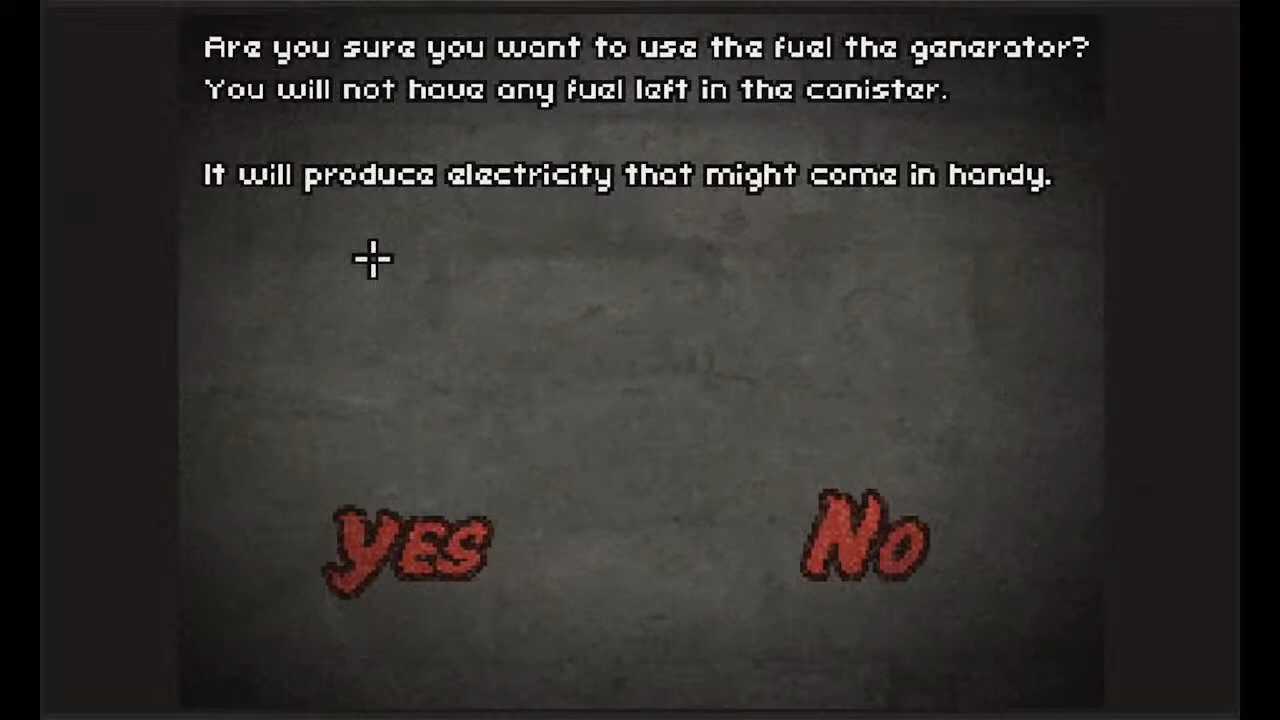 Are you sure you want to use the fuel the generator?
You will not have any fuel left in the canister.
It will produce electricity that might come in handy.
Yes No